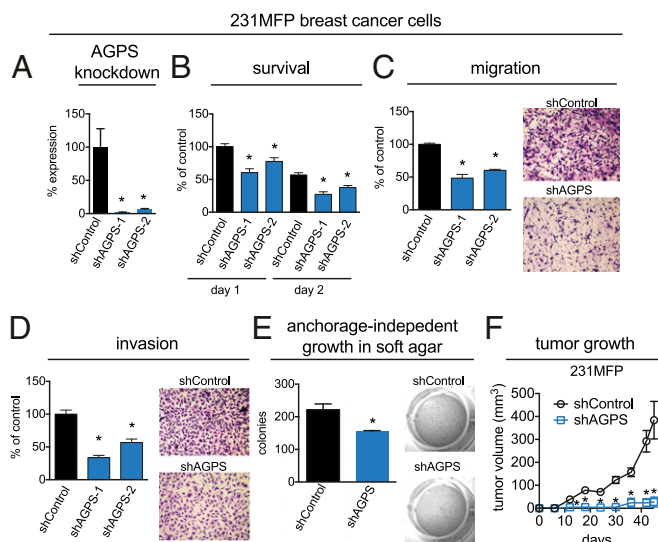 231MFP breast cancer cells
A
AGPS
knockdown
% expression
150
100
50
0
* *
shControl
shAGPS-1
shAGPS-2
B
survival
% of control
150
100
50
0
* * * *
shControl
shAGPS-1
shAGPS-2
shControl
shAGPS-1
shAGPS-2
day 1
day 2
C
migration
% of control
150
100
50
0
* *
shControl
shAGPS-1
shAGPS-2
shControl
shAGPS
D
invasion
% of control
150
100
50
0
* *
shControl
shAGPS-1
shAGPS-2
shControl
shAGPS
E
anchorage-indepedent
growth in soft agar
colonies
300
200
100
0
*
shControl
shAGPS
shControl
shAGPS
F
tumor growth
231MFP
shControl
shAGPS
tumor volume (mm³)
500
400
300
200
100
0
* * * * * * *
0 10 20 30 40
days